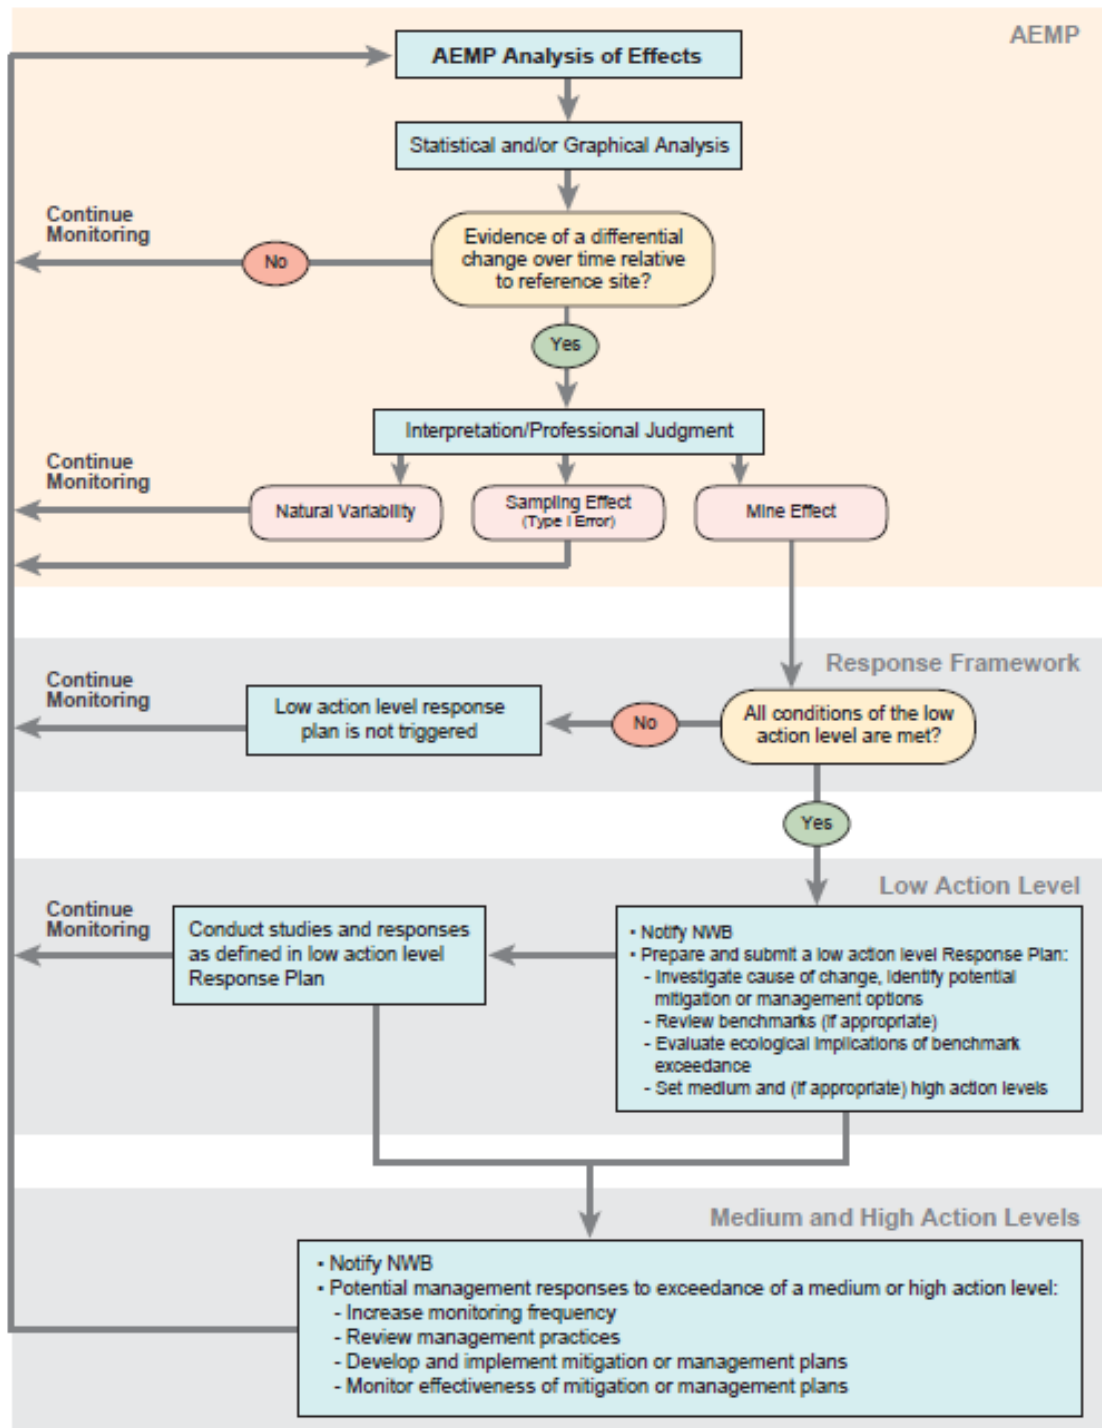 AEMP
AEMP Analysis of Effects
Statistical and/or Graphical Analysis
Continue
Monitoring
No
Evidence of a differential
change over time relative
to reference site?
Yes
Interpretation/Professional Judgment
Continue
Monitoring
Natural Variability
Sampling Effect
(Type I Error)
Mine Effect
Response Framework
Continue
Monitoring
Low action level response
plan is not triggered
No
All conditions of the low
action level are met?
Yes
Low Action Level
Continue
Monitoring
Conduct studies and responses
as defined in low action level
Response Plan
▪ Notify NWB
▪ Prepare and submit a low action level Response Plan:
- Investigate cause of change, identify potential
mitigation or management options
- Review benchmarks (if appropriate)
- Evaluate ecological implications of benchmark
exceedance
- Set medium and (if appropriate) high action levels
Medium and High Action Levels
▪ Notify NWB
▪ Potential management responses to exceedance of a medium or high action level:
- Increase monitoring frequency
- Review management practices
- Develop and implement mitigation or management plans
- Monitor effectiveness of mitigation or management plans